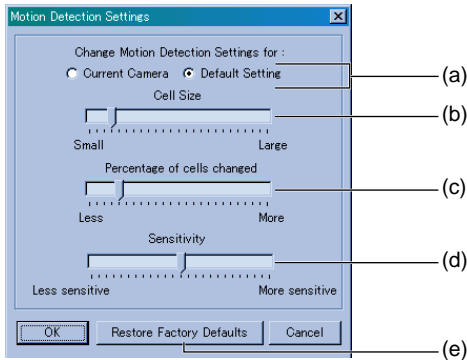 Motion Detection Settings
Change Motion Detection Settings for :
Current Camera Default Setting
(a)
Cell Size
(b)
Small Large
Percentage of cells changed
(c)
Less More
Sensitivity
(d)
Less sensitive More sensitive
OK Restore Factory Defaults Cancel
(e)